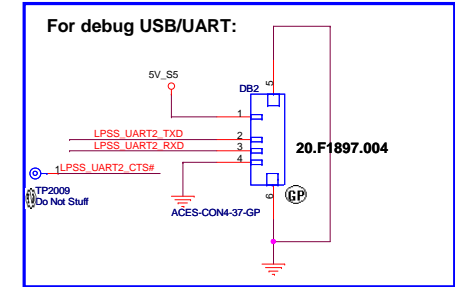 For debug USB/UART:
5V_S5
DB2
5
1
LPSS_UART2_TXD
2
LPSS_UART2_RXD
3
20.F1897.004
4
1
LPSS_UART2_CTS#
TP2009
Do Not Stuff
6
GP
ACES-CON4-37-GP